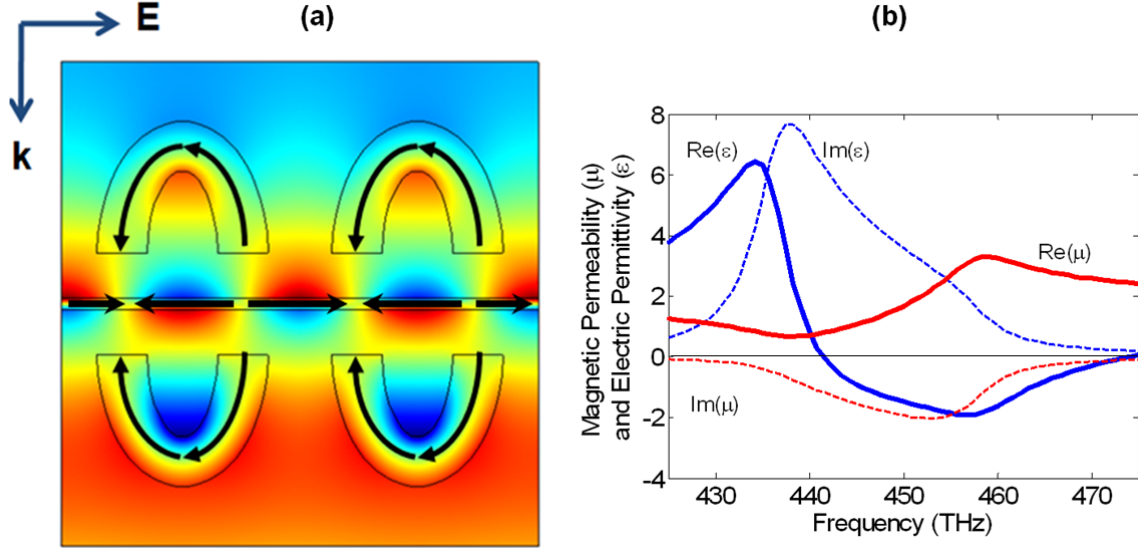 E
(a)
(b)
k
Magnetic Permeability (μ)
and Electric Permittivity (ε)
8
6
4
2
0
-2
-4
Re(ε)
Im(ε)
Re(μ)
Im(μ)
430
440
450
460
470
Frequency (THz)